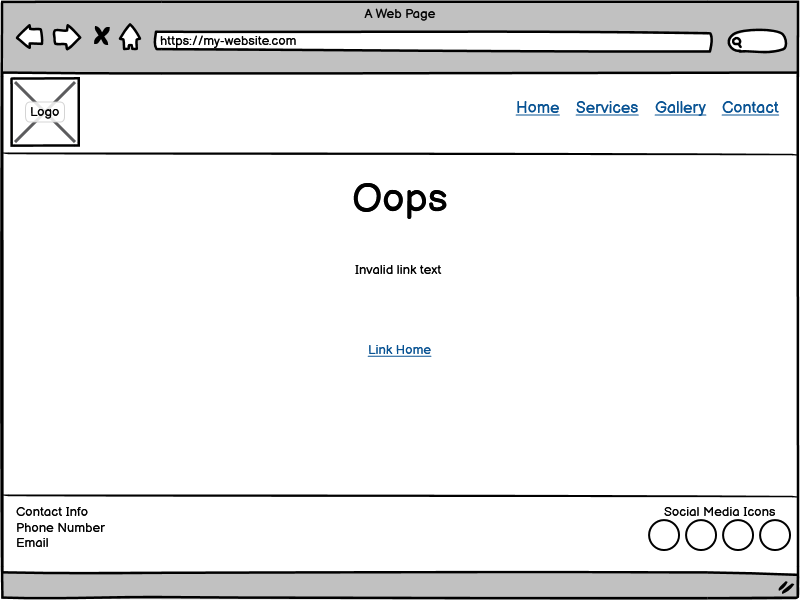 A Web Page
https://my-website.com
Logo
Home Services Gallery Contact
Oops
Invalid link text
Link Home
Contact Info
Phone Number
Email
Social Media Icons